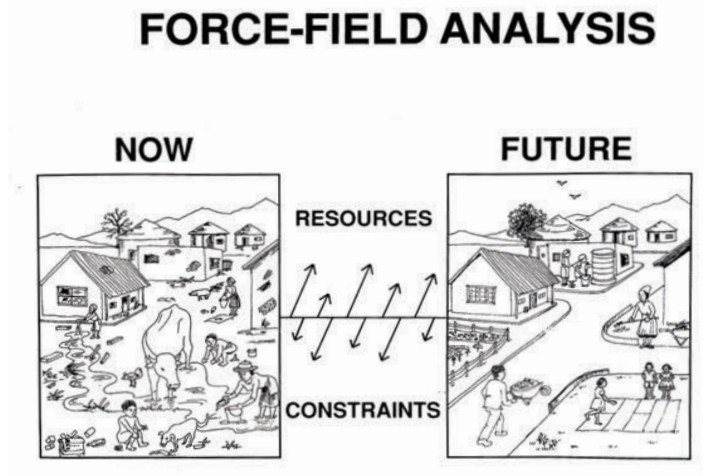 FORCE-FIELD ANALYSIS
NOW
FUTURE
RESOURCES
CONSTRAINTS